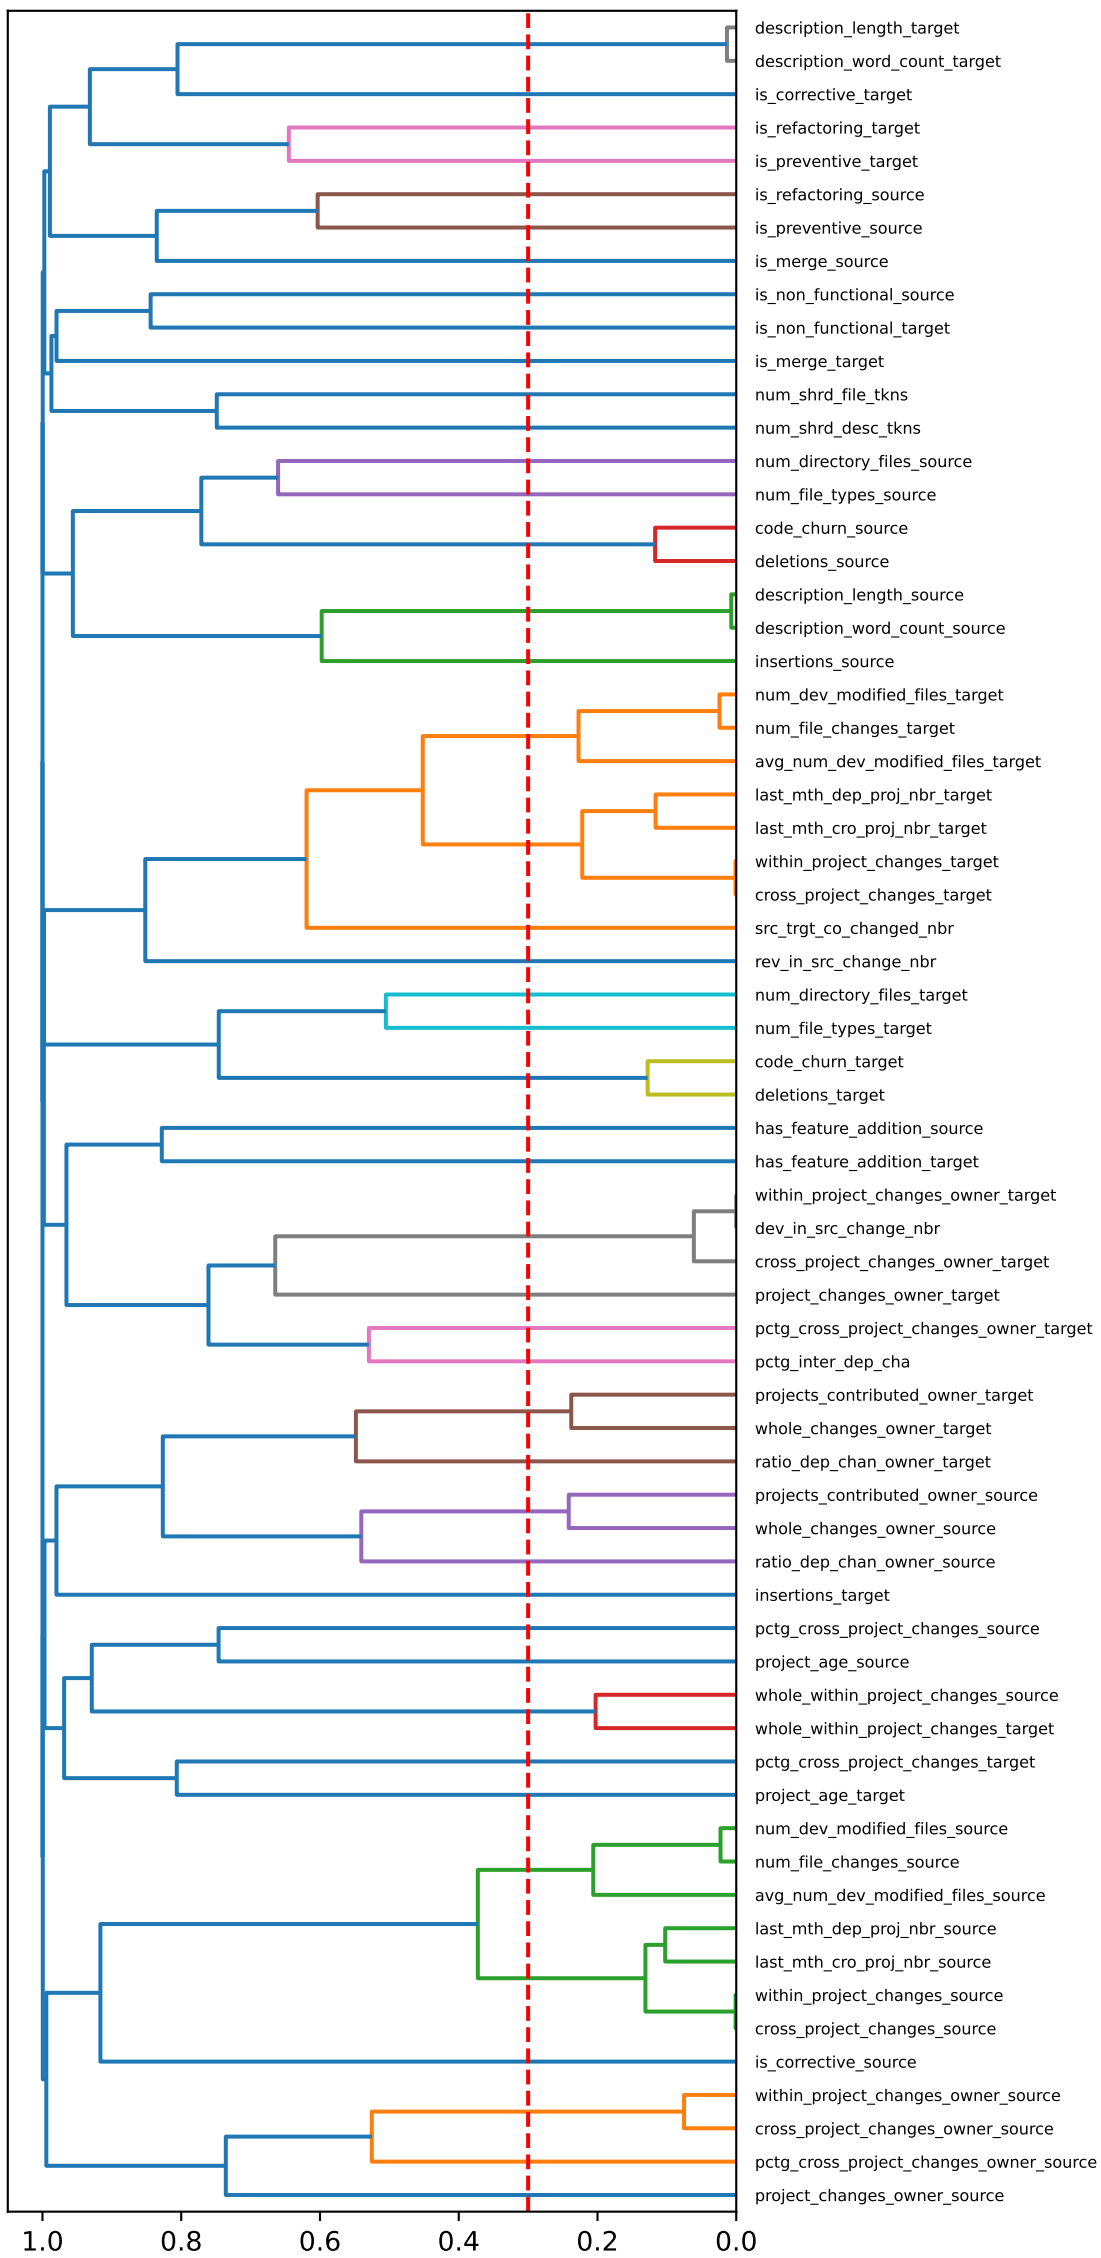 description_length_target
description_word_count_target
is_corrective_target
is_refactoring_target
is_preventive_target
is_refactoring_source
is_preventive_source
is_merge_source
is_non_functional_source
is_non_functional_target
is_merge_target
num_shrd_file_tkns
num_shrd_desc_tkns
num_directory_files_source
num_file_types_source
code_churn_source
deletions_source
description_length_source
description_word_count_source
insertions_source
num_dev_modified_files_target
num_file_changes_target
avg_num_dev_modified_files_target
last_mth_dep_proj_nbr_target
last_mth_cro_proj_nbr_target
within_project_changes_target
cross_project_changes_target
src_trgt_co_changed_nbr
rev_in_src_change_nbr
num_directory_files_target
num_file_types_target
code_churn_target
deletions_target
has_feature_addition_source
has_feature_addition_target
within_project_changes_owner_target
dev_in_src_change_nbr
cross_project_changes_owner_target
project_changes_owner_target
pctg_cross_project_changes_owner_target
pctg_inter_dep_cha
projects_contributed_owner_target
whole_changes_owner_target
ratio_dep_chan_owner_target
projects_contributed_owner_source
whole_changes_owner_source
ratio_dep_chan_owner_source
insertions_target
pctg_cross_project_changes_source
project_age_source
whole_within_project_changes_source
whole_within_project_changes_target
pctg_cross_project_changes_target
project_age_target
num_dev_modified_files_source
num_file_changes_source
avg_num_dev_modified_files_source
last_mth_dep_proj_nbr_source
last_mth_cro_proj_nbr_source
within_project_changes_source
cross_project_changes_source
is_corrective_source
within_project_changes_owner_source
cross_project_changes_owner_source
pctg_cross_project_changes_owner_source
project_changes_owner_source
1.0 0.8 0.6 0.4 0.2 0.0